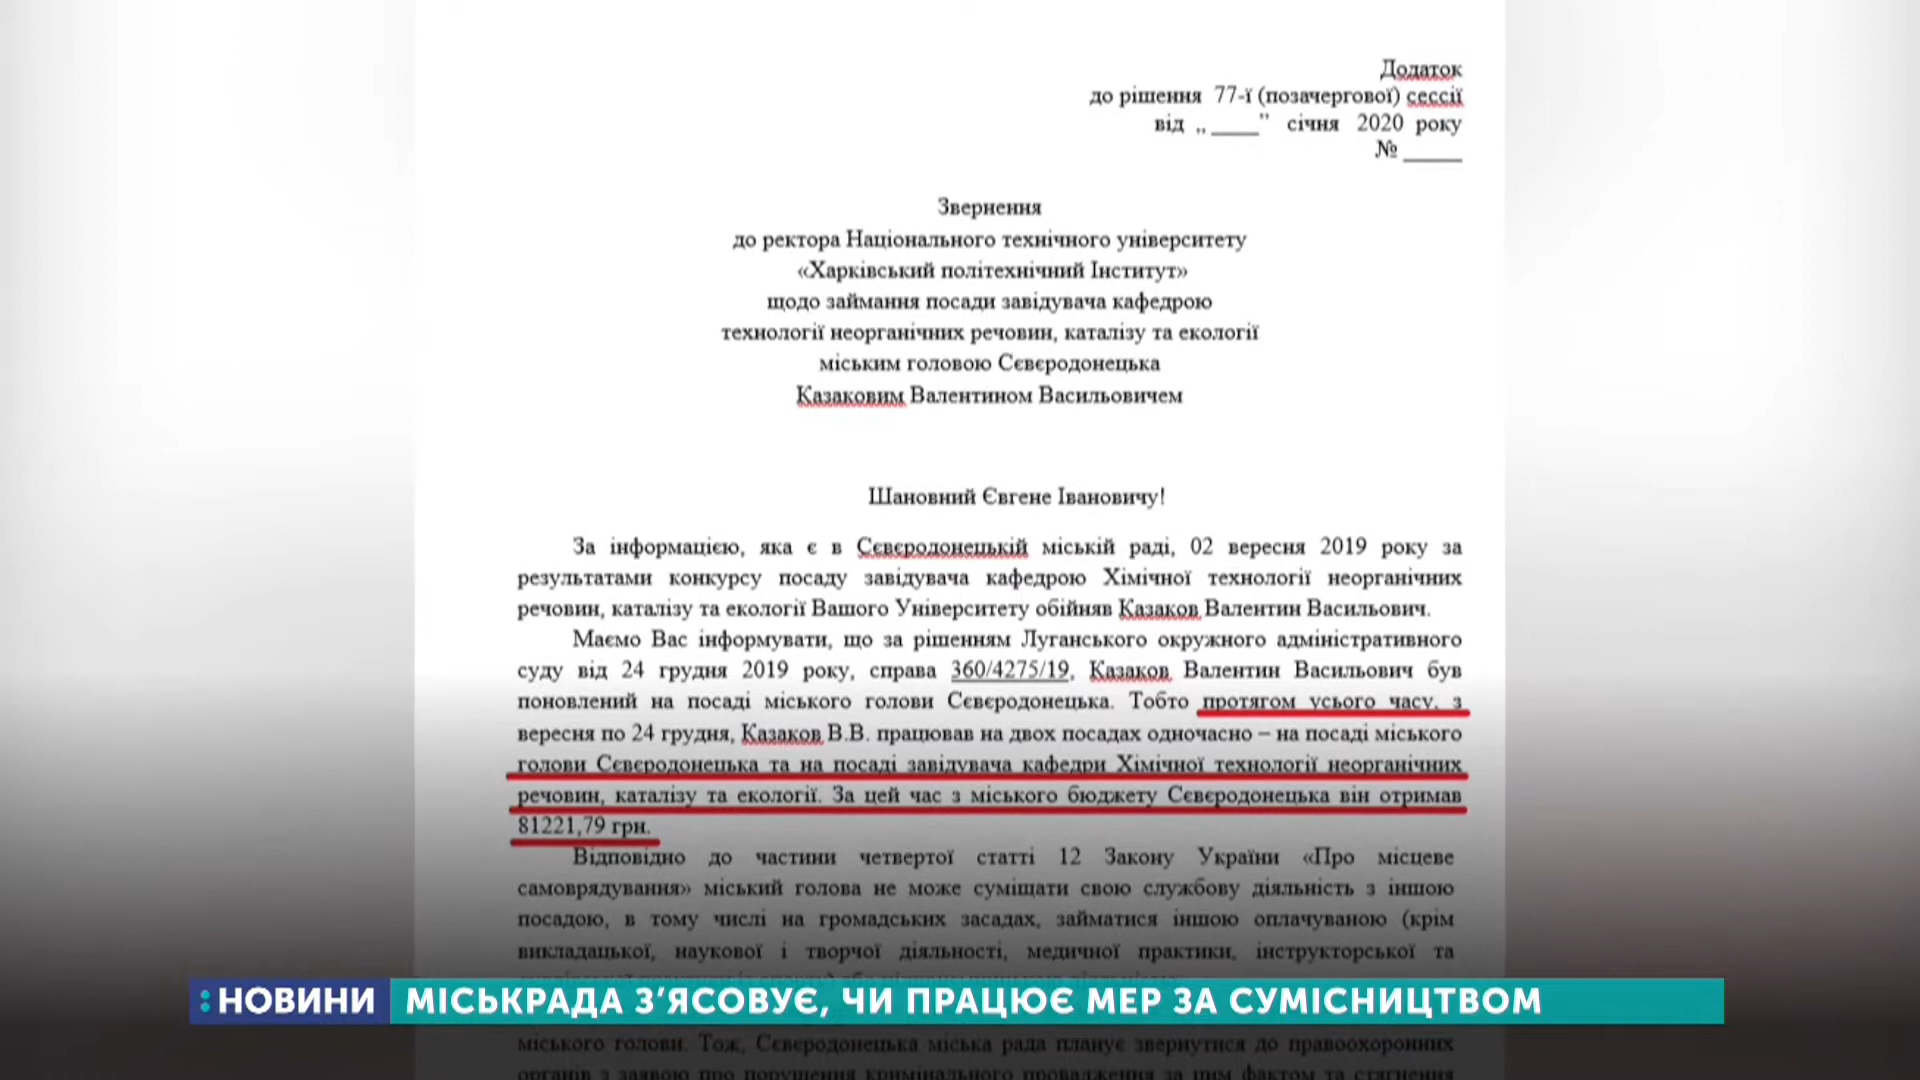 Додаток
до рішення 77-ї (позачергової) сессії
від „ ____" січня 2020 року
№ _____
Звернення
до ректора Національного технічного університету
«Харківський політехнічний Інститут»
щодо займання посади завідувача кафедрою
технології неорганічних речовин, каталізу та екології
міським головою Сєвєродонецька
Казаковим Валентином Васильовичем
Шановний Євгене Івановичу!
За інформацією, яка є в Сєвєродонецькій міській раді, 02 вересня 2019 року за
результатами конкурсу посаду завідувача кафедрою Хімічної технології неорганічних
речовин, каталізу та екології Вашого Університету обійняв Казаков Валентин Васильович.
Маємо Вас інформувати, що за рішенням Луганського окружного адміністративного
суду від 24 грудня 2019 року, справа 360/4275/19, Казаков Валентин Васильович був
поновлений на посаді міського голови Сєвєродонецька. Тобто протягом усього часу, з
вересня по 24 грудня, Казаков В.В. працював на двох посадах одночасно – на посаді міського
голови Сєвєродонецька та на посаді завідувача кафедри Хімічної технології неорганічних
речовин, каталізу та екології. За цей час з міського бюджету Сєвєродонецька він отримав
81221,79 грн.
Відповідно до частини четвертої статті 12 Закону України «Про місцеве
самоврядування» міський голова не може суміщати свою службову діяльність з іншою
посадою, в тому числі на громадських засадах, займатися іншою оплачуваною (крім
викладацької, наукової і творчої діяльності, медичної практики, інструкторської та
НОВИНИ МІСЬКРАДА З'ЯСОВУЄ, ЧИ ПРАЦЮЄ МЕР ЗА СУМІСНИЦТВОМ
міського голови. Тож, Сєвєродонецька міська рада планує звернутися до правоохоронних
органів з заявою про порушення кримінального провадження за цим фактом та стягнення